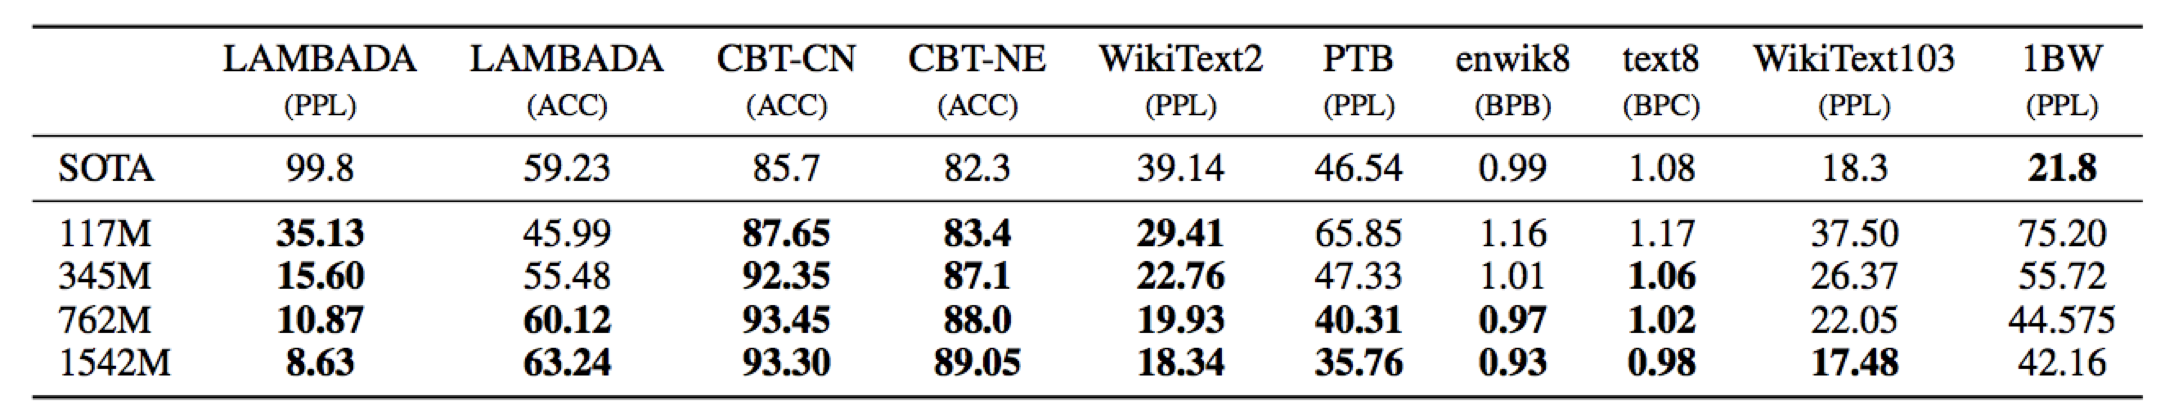 LAMBADA LAMBADA CBT-CN CBT-NE WikiText2 PTB enwik8 text8 WikiText103 1BW
(PPL) (ACC) (ACC) (ACC) (PPL) (PPL) (BPB) (BPC) (PPL) (PPL)
SOTA 99.8 59.23 85.7 82.3 39.14 46.54 0.99 1.08 18.3 21.8
117M 35.13 45.99 87.65 83.4 29.41 65.85 1.16 1.17 37.50 75.20
345M 15.60 55.48 92.35 87.1 22.76 47.33 1.01 1.06 26.37 55.72
762M 10.87 60.12 93.45 88.0 19.93 40.31 0.97 1.02 22.05 44.575
1542M 8.63 63.24 93.30 89.05 18.34 35.76 0.93 0.98 17.48 42.16